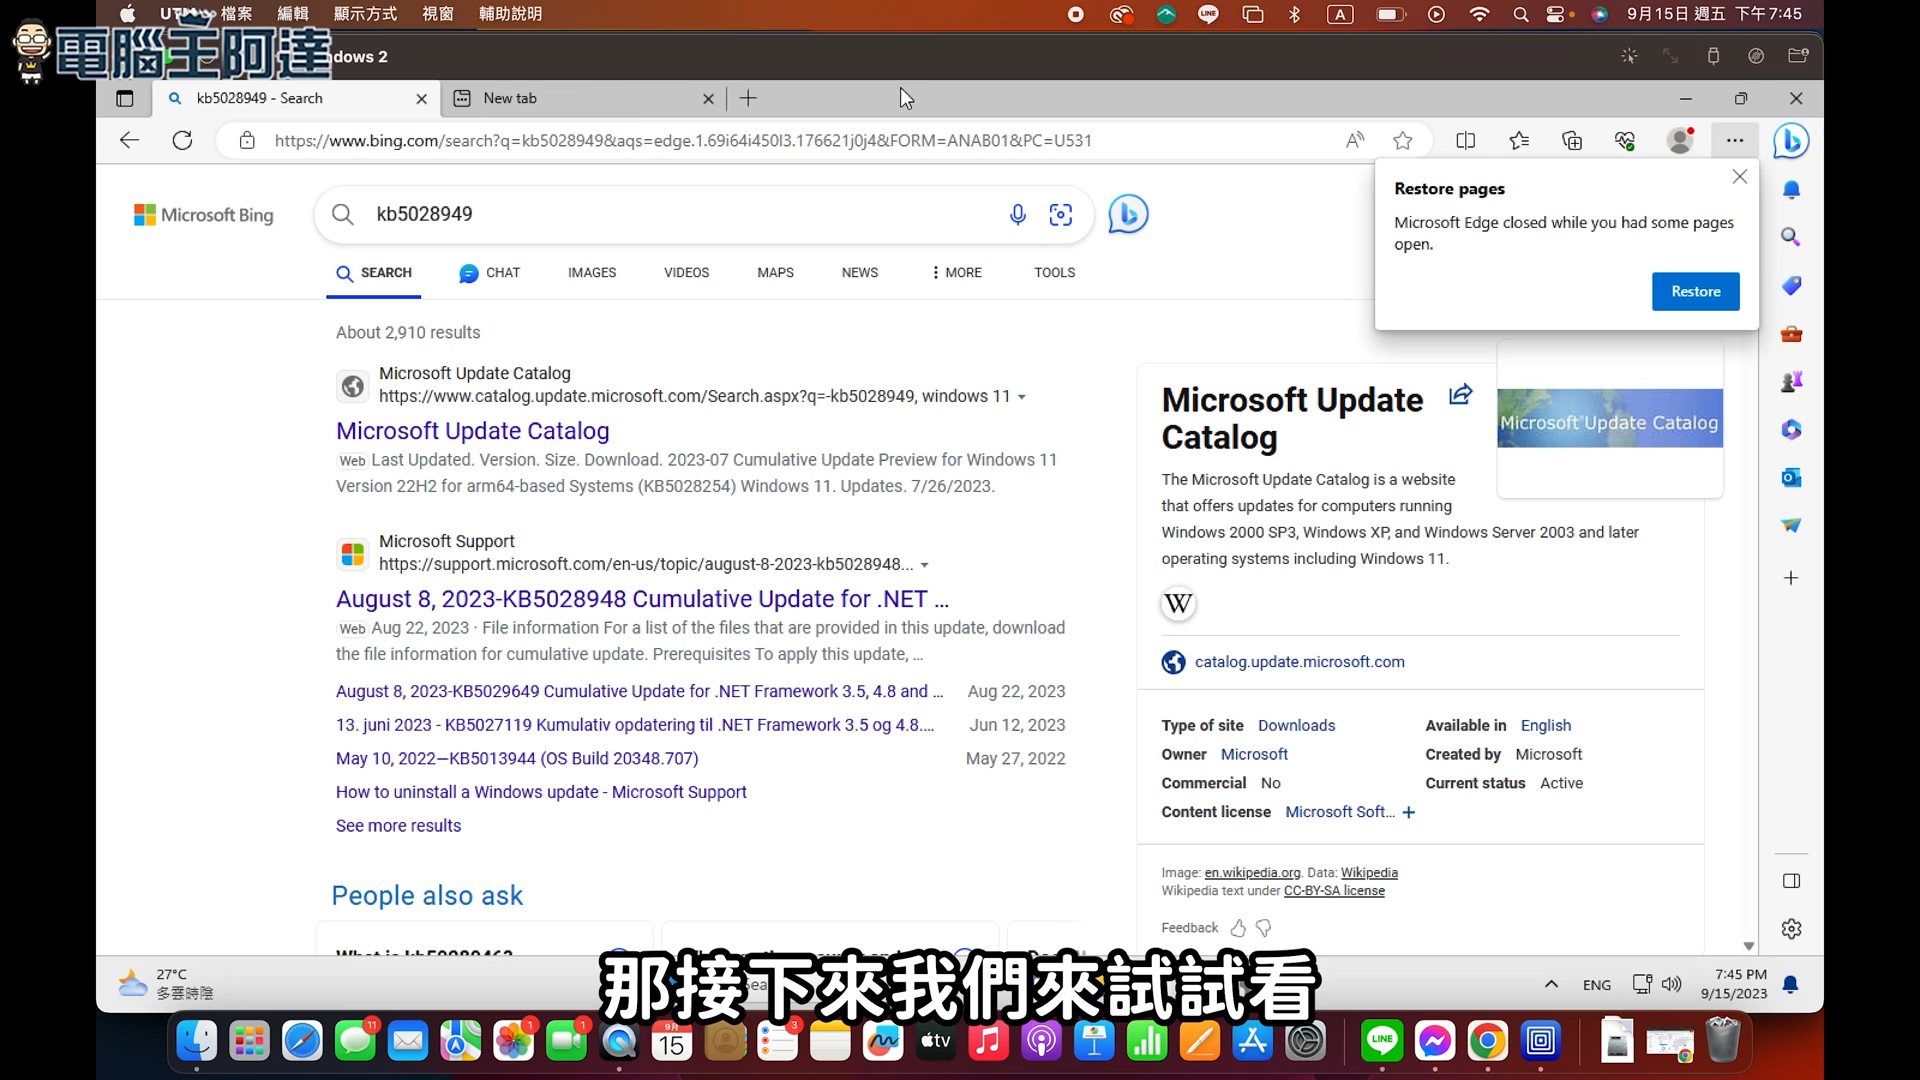 UTM 檔案 編輯 顯示方式 視窗 輔助說明
A
9月15日 週五 下午7:45
電腦王阿達
dows 2
kb5028949 - Search
New tab
https://www.bing.com/search?q=kb5028949&aqs=edge.1.69i64i450l3.176621j0j4&FORM=ANAB01&PC=U531
Restore pages
Microsoft Edge closed while you had some pages
open.
Restore
Microsoft Bing
kb5028949
SEARCH
CHAT
IMAGES
VIDEOS
MAPS
NEWS
MORE
TOOLS
About 2,910 results
Microsoft Update Catalog
https://www.catalog.update.microsoft.com/Search.aspx?q=-kb5028949, windows 11
Microsoft Update Catalog
Web Last Updated. Version. Size. Download. 2023-07 Cumulative Update Preview for Windows 11
Version 22H2 for arm64-based Systems (KB5028254) Windows 11. Updates. 7/26/2023.
Microsoft Support
https://support.microsoft.com/en-us/topic/august-8-2023-kb5028948...
August 8, 2023-KB5028948 Cumulative Update for .NET ...
Web Aug 22, 2023 · File information For a list of the files that are provided in this update, download
the file information for cumulative update. Prerequisites To apply this update, ...
August 8, 2023-KB5029649 Cumulative Update for .NET Framework 3.5, 4.8 and ... Aug 22, 2023
13. juni 2023 - KB5027119 Kumulativ opdatering til .NET Framework 3.5 og 4.8.... Jun 12, 2023
May 10, 2022—KB5013944 (OS Build 20348.707) May 27, 2022
How to uninstall a Windows update - Microsoft Support
See more results
People also ask
Microsoft Update
Catalog
Microsoft Update Catalog
The Microsoft Update Catalog is a website
that offers updates for computers running
Windows 2000 SP3, Windows XP, and Windows Server 2003 and later
operating systems including Windows 11.
W
catalog.update.microsoft.com
Type of site Downloads
Available in English
Owner Microsoft
Created by Microsoft
Commercial No
Current status Active
Content license Microsoft Soft...
Image: en.wikipedia.org. Data: Wikipedia
Wikipedia text under CC-BY-SA license
Feedback
那接下來我們來試試看
27°C
多雲時陰
ENG
7:45 PM
9/15/2023
11
1
1
9月
15
3
tv
LINE